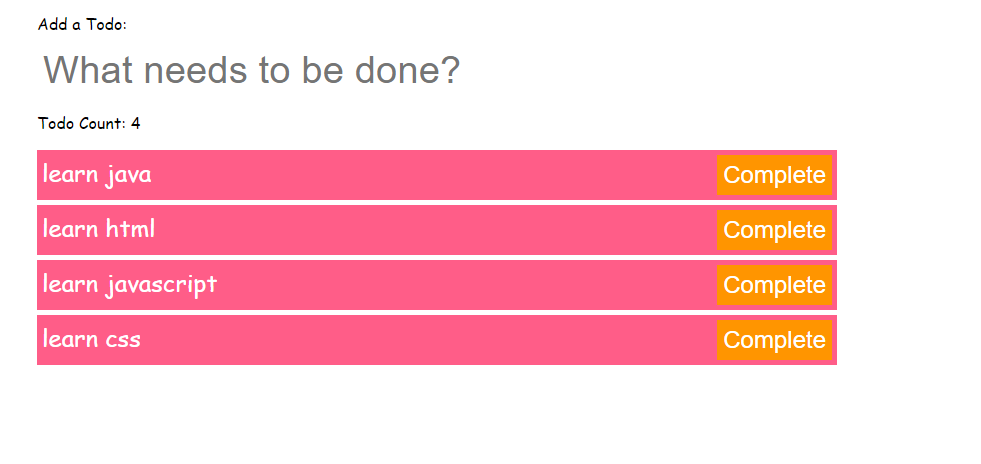 Add a Todo:
What needs to be done?
Todo Count: 4
learn java Complete
learn html Complete
learn javascript Complete
learn css Complete